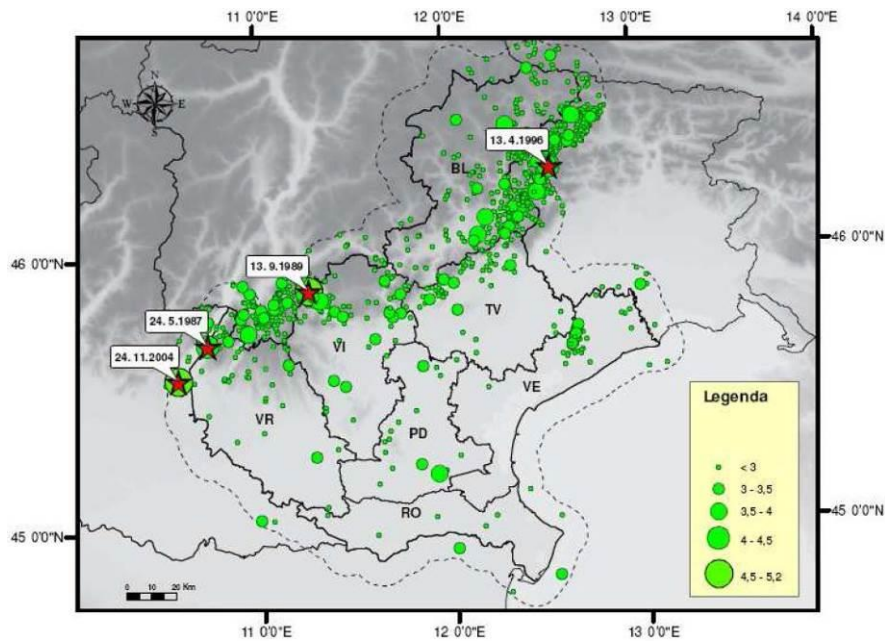 11 0'0"E 12 0'0"E 13 0'0"E 14 0'0"E
N
W E
S
13. 4.1996
BL
46 0'0"N
46 0'0"N
13. 9.1989
24. 5.1987
TV
24. 11.2004
VI
VE
VR
PD
RO
Legenda
< 3
3 - 3,5
3,5 - 4
4 - 4,5
4,5 - 5,2
45 0'0"N
45 0'0"N
0 10 20 Km
11 0'0"E 12 0'0"E 13 0'0"E